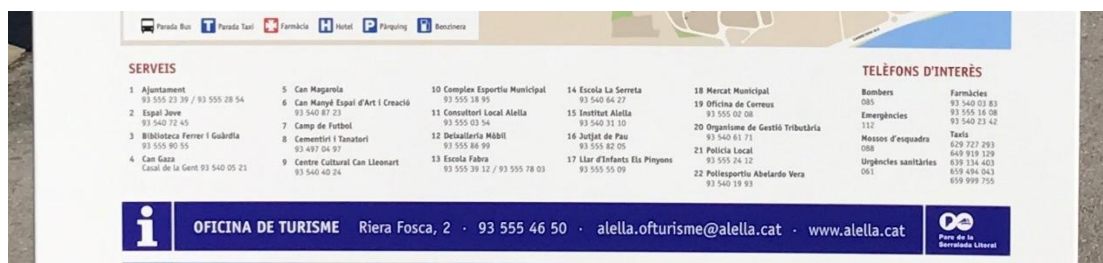 Parada Bus Parada Taxi Farmàcia Hotel Pàrquing Benzinera
SERVEIS
1 Ajuntament
93 555 23 39 / 93 555 28 54
2 Espai Jove
93 540 72 45
3 Biblioteca Ferrer i Guàrdia
93 555 90 55
4 Can Gaza
Casal de la Gent 93 540 05 21
5 Can Magarola
6 Can Manyé Espai d'Art i Creació
93 540 87 23
7 Camp de Futbol
8 Cementiri i Tanatori
93 497 04 97
9 Centre Cultural Can Lleonart
93 540 40 24
10 Complex Esportiu Municipal
93 555 18 95
11 Consultori Local Alella
93 555 03 54
12 Deixalleria Mòbil
93 555 86 99
13 Escola Fabra
93 555 39 12 / 93 555 78 03
14 Escola La Serreta
93 540 64 27
15 Institut Alella
93 540 31 10
16 Jutjat de Pau
93 555 82 05
17 Llar d'Infants Els Pinyons
93 555 55 09
18 Mercat Municipal
19 Oficina de Correus
93 555 02 08
20 Organisme de Gestió Tributària
93 540 61 71
21 Policia Local
93 555 24 12
22 Poliesportiu Abelardo Vera
93 540 19 93
TELÈFONS D'INTERÈS
Bombers
085
Emergències
112
Mossos d'esquadra
088
Urgències sanitàries
061
Farmàcies
93 540 03 83
93 555 16 08
93 540 23 42
Taxis
629 727 293
649 919 129
639 134 403
659 494 043
659 999 755
i OFICINA DE TURISME Riera Fosca, 2 · 93 555 46 50 · alella.ofturisme@alella.cat · www.alella.cat
Parc de la
Serralada Litoral